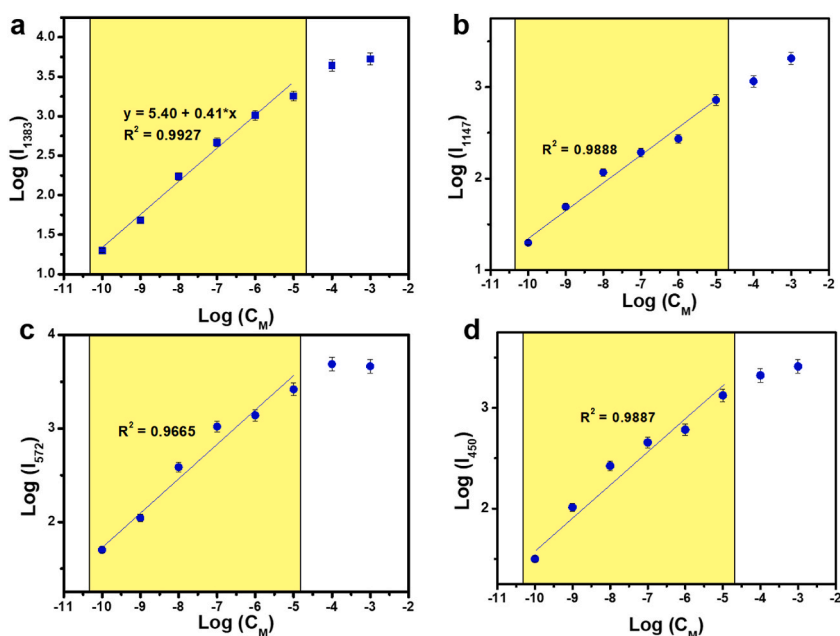 a
4.0
3.5
3.0
2.5
2.0
1.5
1.0
Log (I1383)
y = 5.40 + 0.41*x
R² = 0.9927
-11 -10 -9 -8 -7 -6 -5 -4 -3 -2
Log (CM)
b
3
2
1
Log (I1147)
R² = 0.9888
-11 -10 -9 -8 -7 -6 -5 -4 -3 -2
Log (CM)
c
4
3
2
Log (I572)
R² = 0.9665
-11 -10 -9 -8 -7 -6 -5 -4 -3 -2
Log (CM)
d
3
2
Log (I450)
R² = 0.9887
-11 -10 -9 -8 -7 -6 -5 -4 -3 -2
Log (CM)